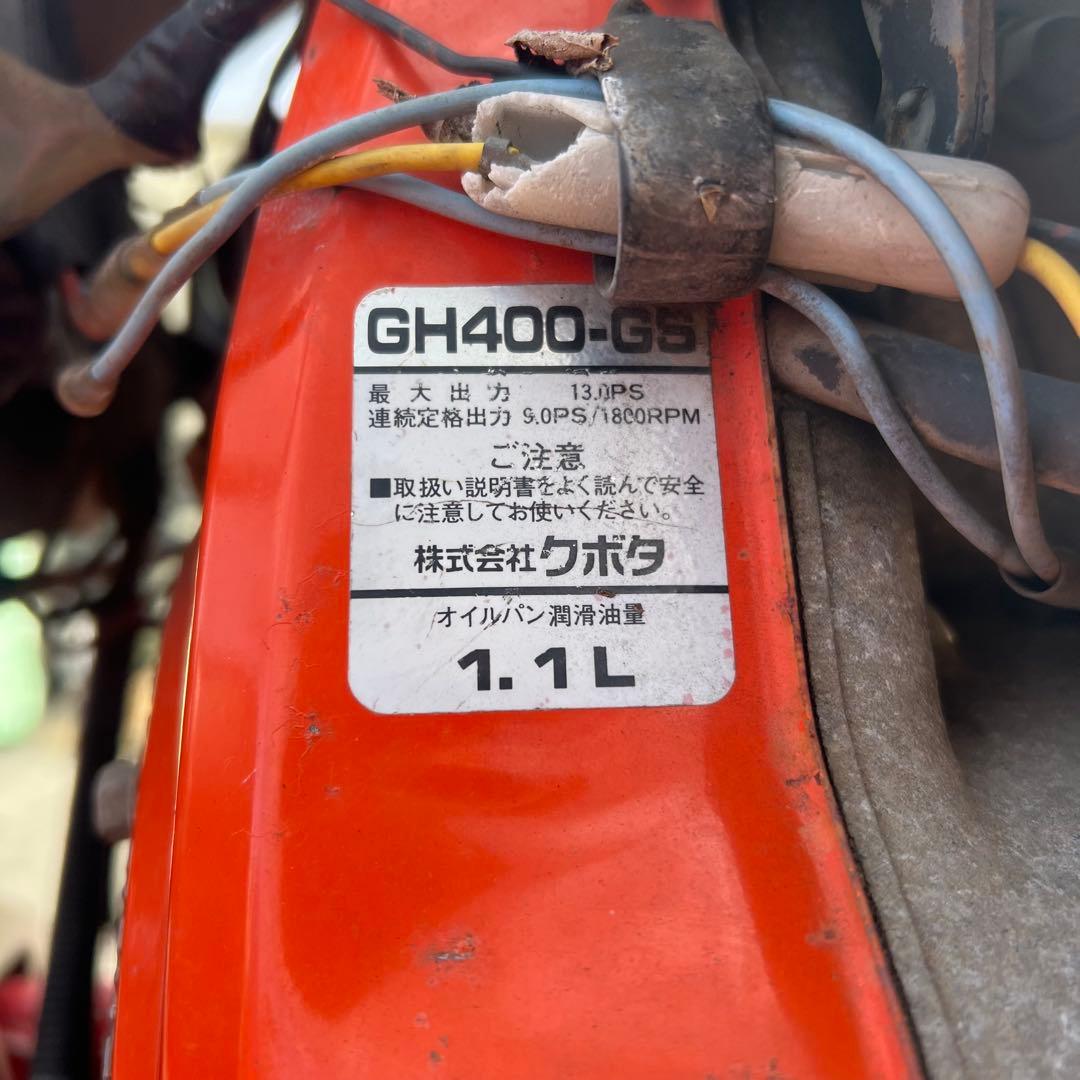 GH400-GS
最大出力 13.0PS
連続定格出力 9.0PS/1800RPM
ご注意
■取扱い説明書をよく読んで安全
に注意してお使いください。
株式会社クボタ
オイルパン潤滑油量
1.1L